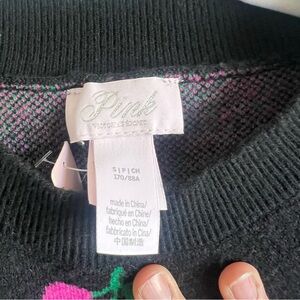 Pink
VICTORIA'S SECRET
S|P|CH
170/88A
made in China/
fabriqué en Chine/
hecho en China/
fabbricato in Cina/
中国制造